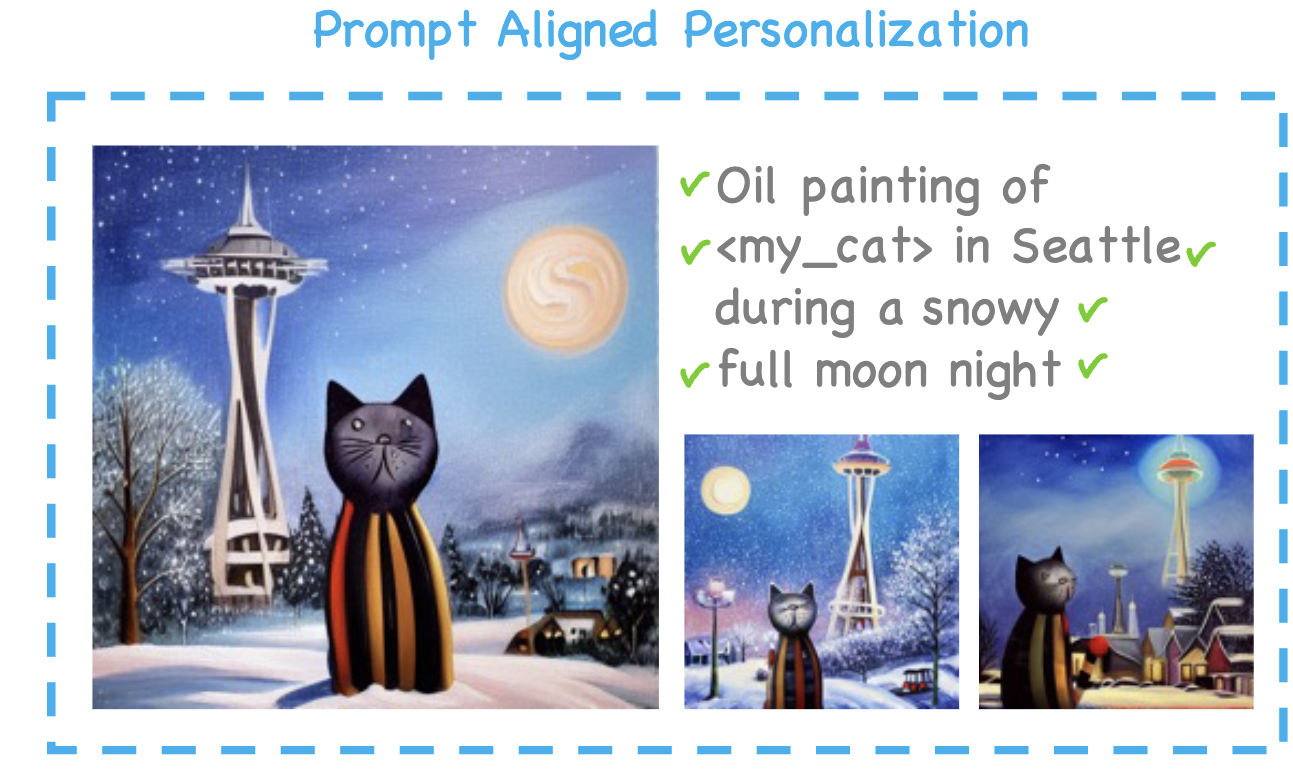 Prompt Aligned Personalization
✓Oil painting of
✓<my_cat> in Seattle✓
during a snowy ✓
✓full moon night ✓